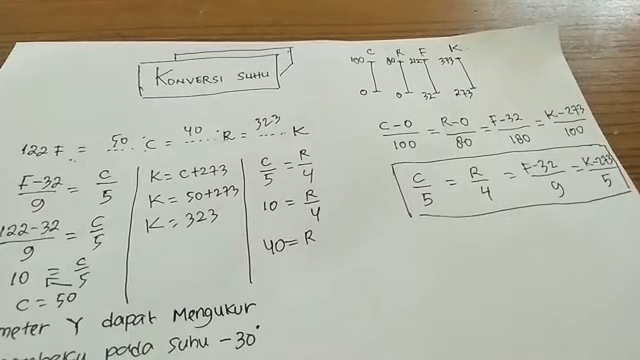 KONVERSI SUHU
C R F K
100 80 212 373
0 0 32 273
122 F = 50 °C = 40 R = 323 K
C-0/100 = R-0/80 = F-32/180 = K-273/100
C/5 = R/4 = F-32/9 = K-273/5
F-32/9 = C/5
122-32/9 = C/5
10 = C/5
C = 50
K = C+273
K = 50+273
K = 323
C/5 = R/4
10 = R/4
40 = R
meter Y dapat Mengukur
pada suhu -30°